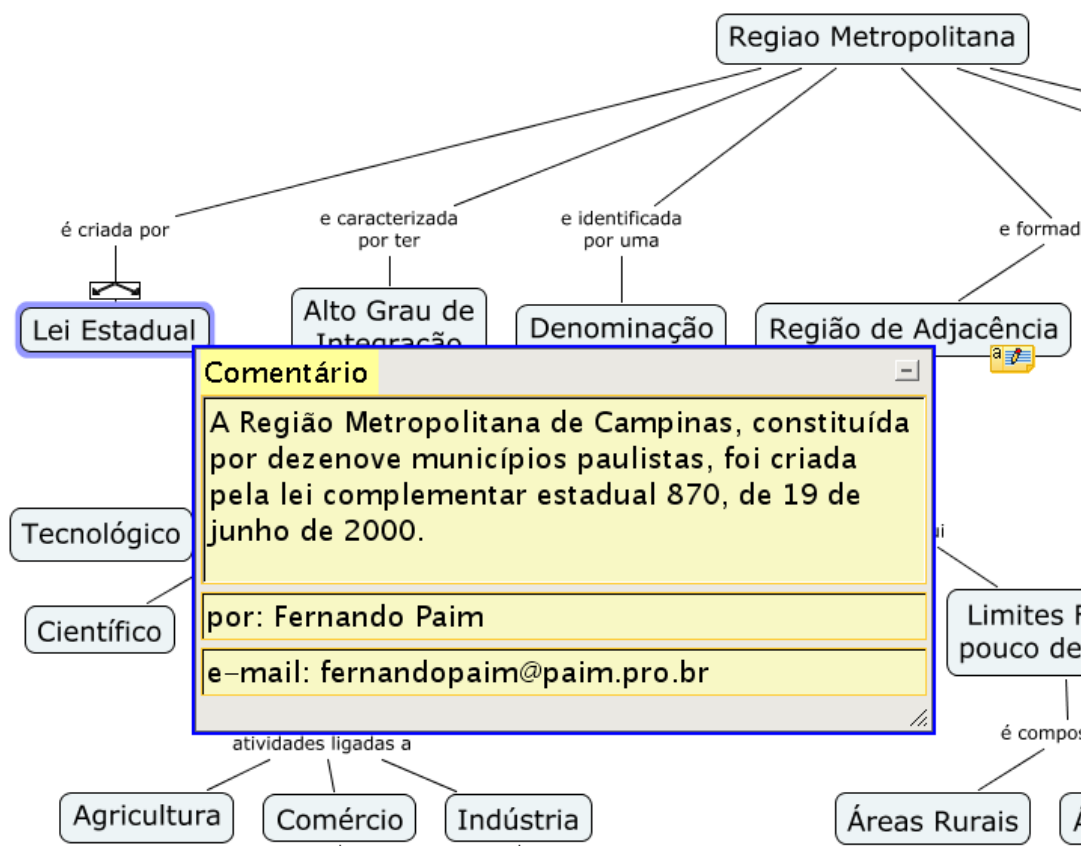 Regiao Metropolitana
é criada por
e caracterizada
por ter
e identificada
por uma
e formad
Lei Estadual
Alto Grau de
Integração
Denominação
Região de Adjacência
a
Comentário
A Região Metropolitana de Campinas, constituída
por dezenove municípios paulistas, foi criada
pela lei complementar estadual 870, de 19 de
junho de 2000.
por: Fernando Paim
e-mail: fernandopaim@paim.pro.br
Tecnológico
ui
Científico
Limites F
pouco de
é compos
atividades ligadas a
Agricultura
Comércio
Indústria
Áreas Rurais
Á